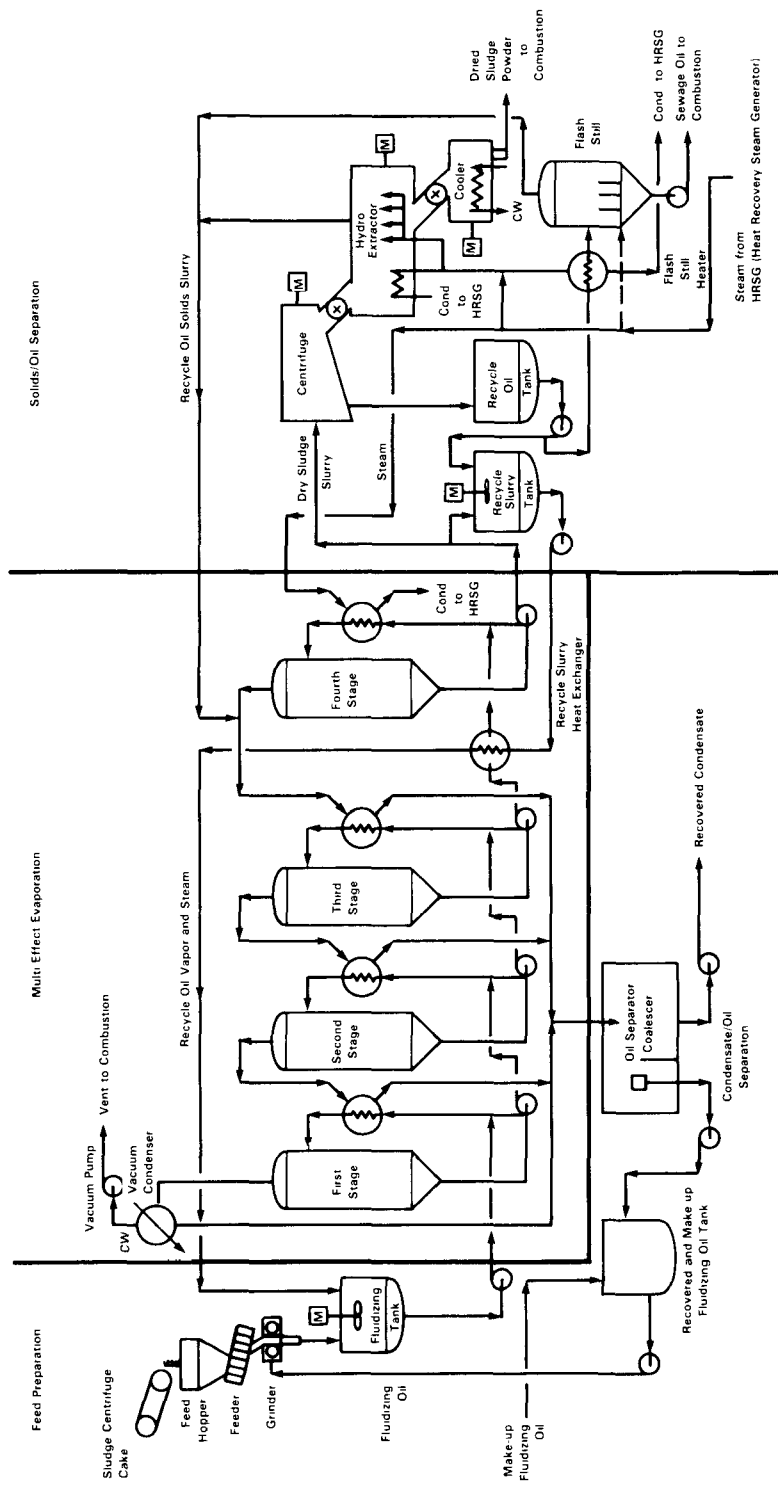 Feed Preparation
Multi Effect Evaporation
Solids/Oil Separation
Sludge Centrifuge
Cake
Feed
Hopper
Feeder
Grinder
M
Fluidizing
Tank
Fluidizing
Oil
Make-up
Fluidizing
Oil
Vacuum Pump
Vent to Combustion
CW
Vacuum
Condenser
Recycle Oil Vapor and Steam
First
Stage
Second
Stage
Third
Stage
Fourth
Stage
Cond
to
HRSG
Recycle Slurry
Heat Exchanger
Recovered and Make up
Fluidizing Oil Tank
Oil Separator
Coalescer
Condensate/Oil
Separation
Recovered Condensate
Recycle Oil Solids Slurry
Dry Sludge
Slurry
Steam
M
Recycle
Slurry
Tank
Recycle
Oil
Tank
Centrifuge
M
X
Hydro
Extractor
M
Cond
to
HRSG
X
Cooler
M
CW
Dried
Sludge
Powder
to
Combustion
Flash
Still
Flash
Still
Heater
Cond to HRSG
Sewage Oil to
Combustion
Steam from
HRSG (Heat Recovery Steam Generator)